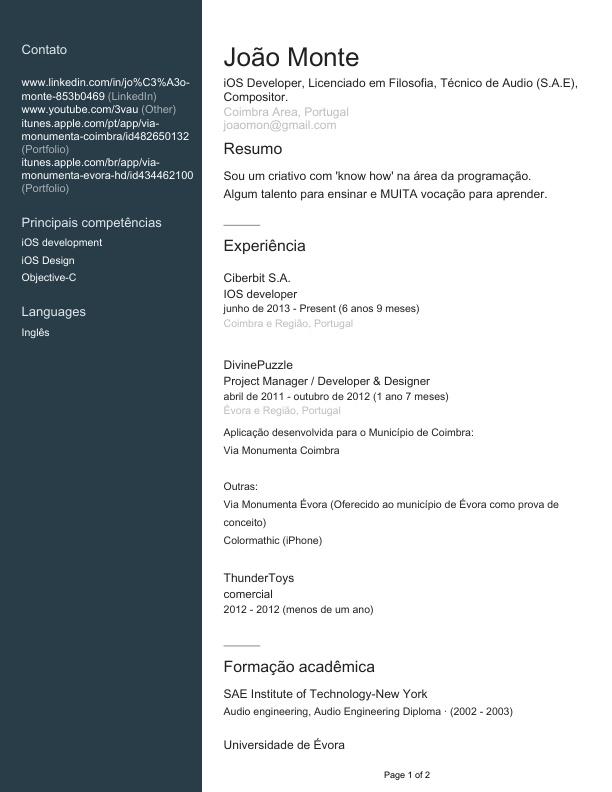 Contato
www.linkedin.com/in/jo%C3%A3o-
monte-853b0469 (LinkedIn)
www.youtube.com/3vau (Other)
itunes.apple.com/pt/app/via-
monumenta-coimbra/id482650132
(Portfolio)
itunes.apple.com/br/app/via-
monumenta-evora-hd/id434462100
(Portfolio)
Principais competências
iOS development
iOS Design
Objective-C
Languages
Inglês
João Monte
iOS Developer, Licenciado em Filosofia, Técnico de Audio (S.A.E),
Compositor.
Coimbra Area, Portugal
joaomon@gmail.com
Resumo
Sou um criativo com 'know how' na área da programação.
Algum talento para ensinar e MUITA vocação para aprender.
Experiência
Ciberbit S.A.
IOS developer
junho de 2013 - Present (6 anos 9 meses)
Coimbra e Região, Portugal
DivinePuzzle
Project Manager / Developer & Designer
abril de 2011 - outubro de 2012 (1 ano 7 meses)
Évora e Região, Portugal
Aplicação desenvolvida para o Município de Coimbra:
Via Monumenta Coimbra
Outras:
Via Monumenta Évora (Oferecido ao município de Évora como prova de
conceito)
Colormathic (iPhone)
ThunderToys
comercial
2012 - 2012 (menos de um ano)
Formação acadêmica
SAE Institute of Technology-New York
Audio engineering, Audio Engineering Diploma · (2002 - 2003)
Universidade de Évora
Page 1 of 2